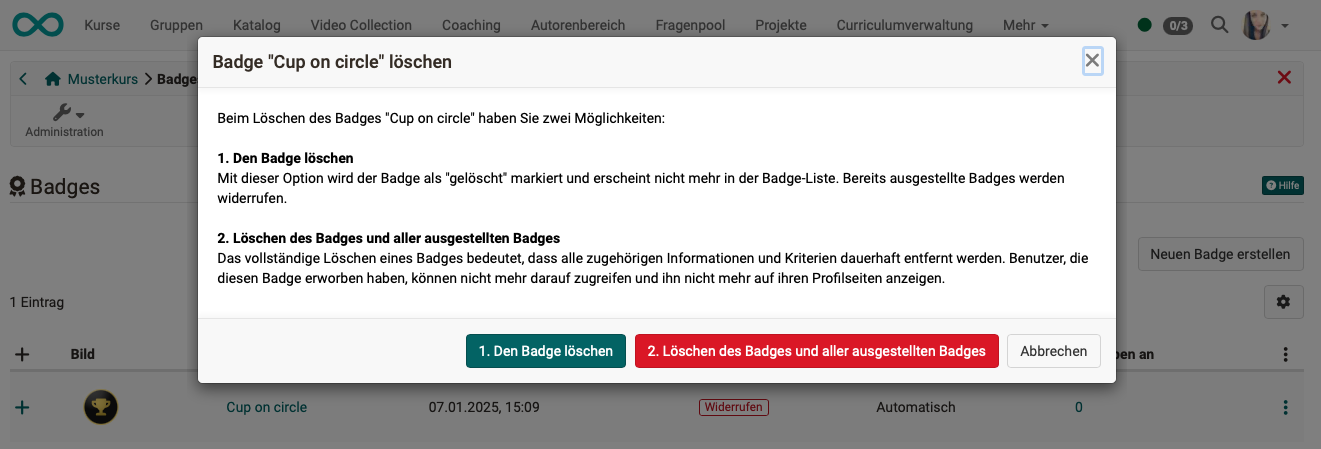 Kurse Gruppen Katalog Video Collection Coaching Autorenbereich Fragenpool Projekte Curriculumverwaltung Mehr 0/3
Badge "Cup on circle" löschen
Musterkurs Badge
Administration
Beim Löschen des Badges "Cup on circle" haben Sie zwei Möglichkeiten:
1. Den Badge löschen
Mit dieser Option wird der Badge als "gelöscht" markiert und erscheint nicht mehr in der Badge-Liste. Bereits ausgestellte Badges werden
widerrufen.
Badges
Hilfe
2. Löschen des Badges und aller ausgestellten Badges
Das vollständige Löschen eines Badges bedeutet, dass alle zugehörigen Informationen und Kriterien dauerhaft entfernt werden. Benutzer, die
diesen Badge erworben haben, können nicht mehr darauf zugreifen und ihn nicht mehr auf ihren Profilseiten anzeigen.
Neuen Badge erstellen
1 Eintrag
1. Den Badge löschen 2. Löschen des Badges und aller ausgestellten Badges Abbrechen
Bild an
Cup on circle 07.01.2025, 15:09 Widerrufen Automatisch 0